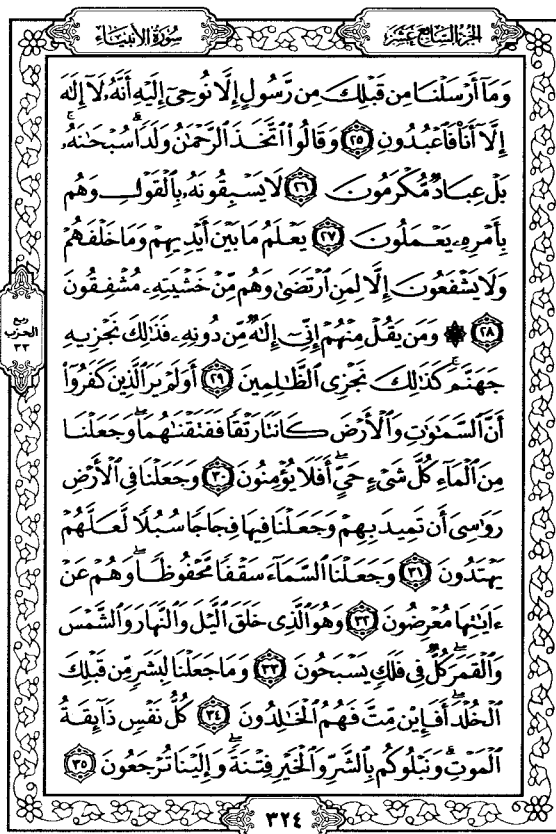 الجزء السابع عشر
سورة الأنبياء
وَمَآ أَرْسَلْنَا مِن قَبْلِكَ مِن رَّسُولٍ إِلَّا نُوحِىٓ إِلَيْهِ أَنَّهُۥ لَآ إِلَٰهَ
إِلَّآ أَنَا۠ فَٱعْبُدُونِ ﴿٢٥﴾ وَقَالُوا۟ ٱتَّخَذَ ٱلرَّحْمَٰنُ وَلَدًا ۗ سُبْحَٰنَهُۥ ۚ
بَلْ عِبَادٌ مُّكْرَمُونَ ﴿٢٦﴾ لَا يَسْبِقُونَهُۥ بِٱلْقَوْلِ وَهُم
بِأَمْرِهِۦ يَعْمَلُونَ ﴿٢٧﴾ يَعْلَمُ مَا بَيْنَ أَيْدِيهِمْ وَمَا خَلْفَهُمْ
وَلَا يَشْفَعُونَ إِلَّا لِمَنِ ٱرْتَضَىٰ وَهُم مِّنْ خَشْيَتِهِۦ مُشْفِقُونَ
﴿٢٨﴾ ۞ وَمَن يَقُلْ مِنْهُمْ إِنِّىٓ إِلَٰهٌ مِّن دُونِهِۦ فَذَٰلِكَ نَجْزِيهِ
جَهَنَّمَ ۚ كَذَٰلِكَ نَجْزِى ٱلظَّٰلِمِينَ ﴿٢٩﴾ أَوَلَمْ يَرَ ٱلَّذِينَ كَفَرُوٓا۟
أَنَّ ٱلسَّمَٰوَٰتِ وَٱلْأَرْضَ كَانَتَا رَتْقًا فَفَتَقْنَٰهُمَا ۖ وَجَعَلْنَا
مِنَ ٱلْمَآءِ كُلَّ شَىْءٍ حَىٍّ ۖ أَفَلَا يُؤْمِنُونَ ﴿٣٠﴾ وَجَعَلْنَا فِى ٱلْأَرْضِ
رَوَٰسِىَ أَن تَمِيدَ بِهِمْ وَجَعَلْنَا فِيهَا فِجَاجًا سُبُلًا لَّعَلَّهُمْ
يَهْتَدُونَ ﴿٣١﴾ وَجَعَلْنَا ٱلسَّمَآءَ سَقْفًا مَّحْفُوظًا ۖ وَهُمْ عَنْ
ءَايَٰتِهَا مُعْرِضُونَ ﴿٣٢﴾ وَهُوَ ٱلَّذِى خَلَقَ ٱلَّيْلَ وَٱلنَّهَارَ وَٱلشَّمْسَ
وَٱلْقَمَرَ ۖ كُلٌّ فِى فَلَكٍ يَسْبَحُونَ ﴿٣٣﴾ وَمَا جَعَلْنَا لِبَشَرٍ مِّن قَبْلِكَ
ٱلْخُلْدَ ۖ أَفَإِي۟ن مِّتَّ فَهُمُ ٱلْخَٰلِدُونَ ﴿٣٤﴾ كُلُّ نَفْسٍ ذَآئِقَةُ
ٱلْمَوْتِ ۗ وَنَبْلُوكُم بِٱلشَّرِّ وَٱلْخَيْرِ فِتْنَةً ۖ وَإِلَيْنَا تُرْجَعُونَ ﴿٣٥﴾
ربع
الحزب
٣٣
٣٢٤